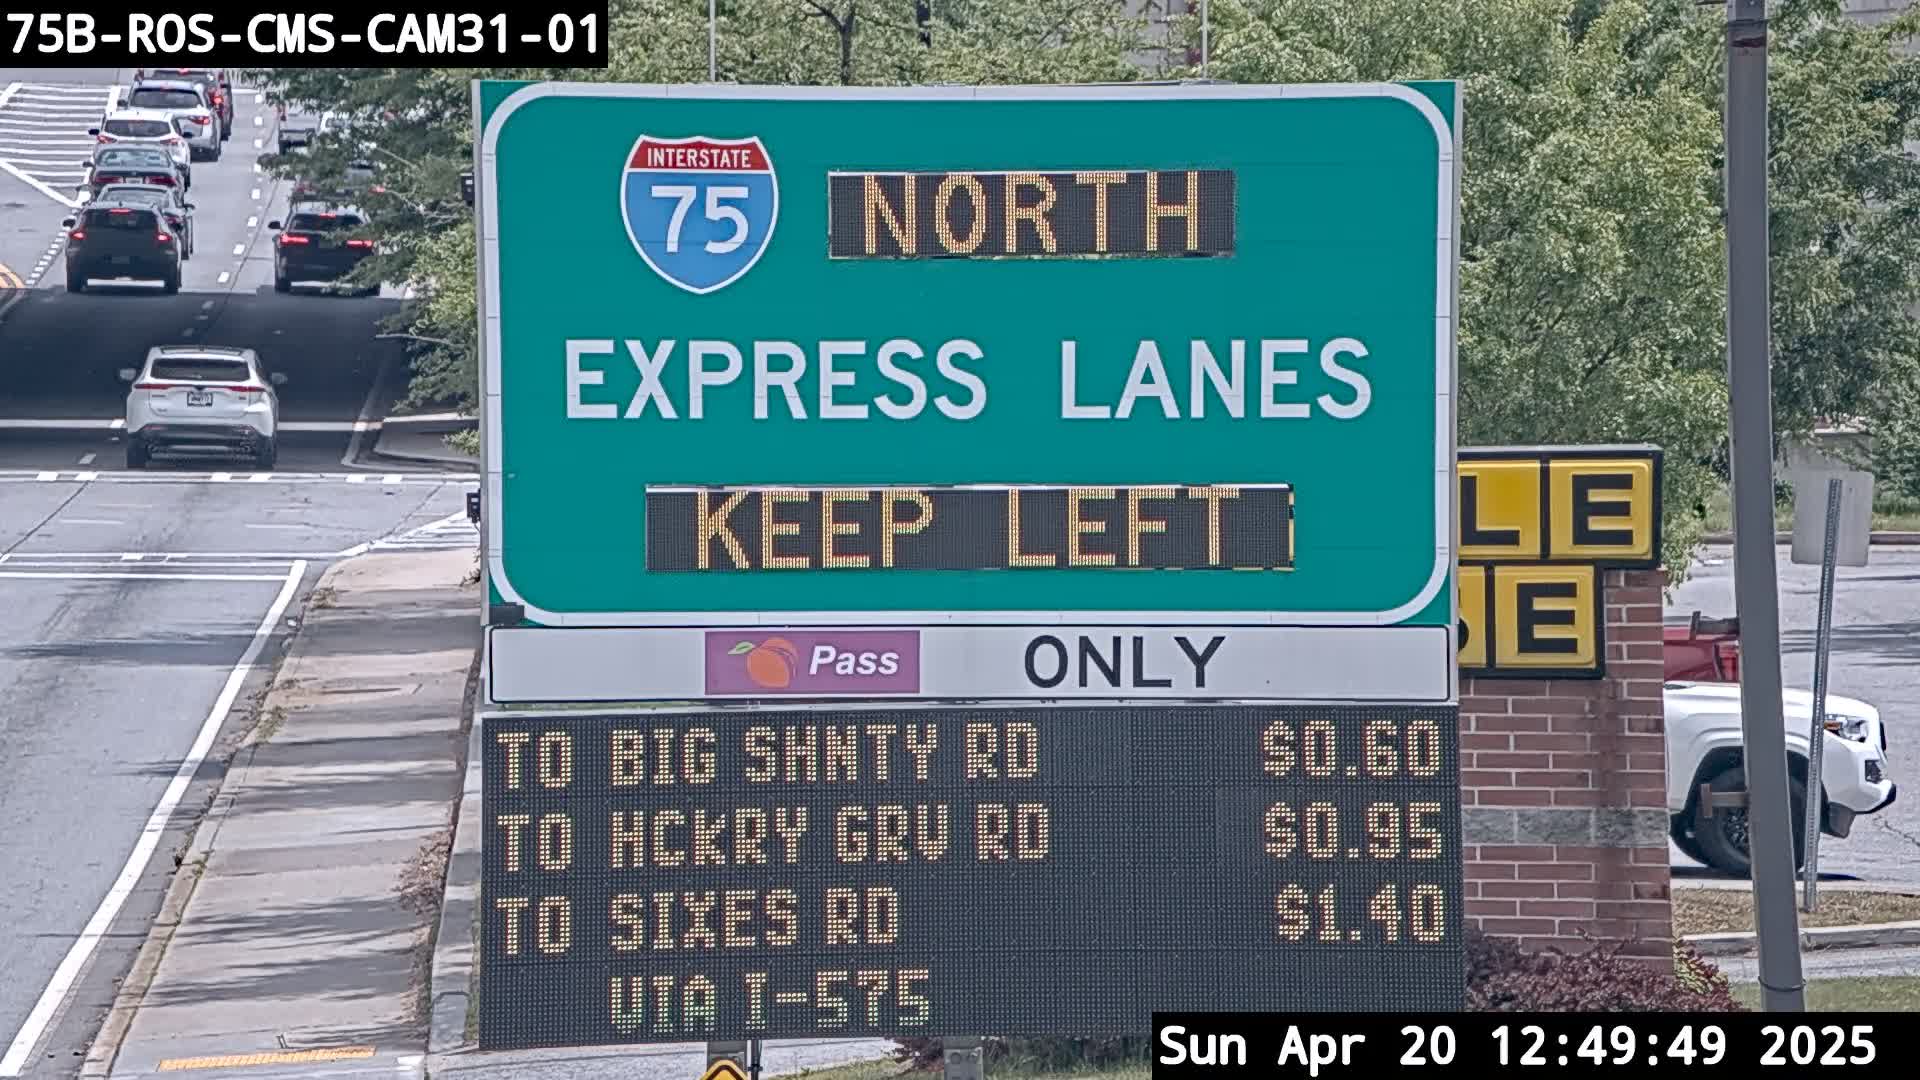 75B-ROS-CMS-CAM31-01
INTERSTATE
75
NORTH
EXPRESS LANES
KEEP LEFT
Pass ONLY
TO BIG SHNTY RD $0.60
TO HCKRY GRV RD $0.95
TO SIXES RD $1.40
VIA I-575
LE
E
Sun Apr 20 12:49:49 2025